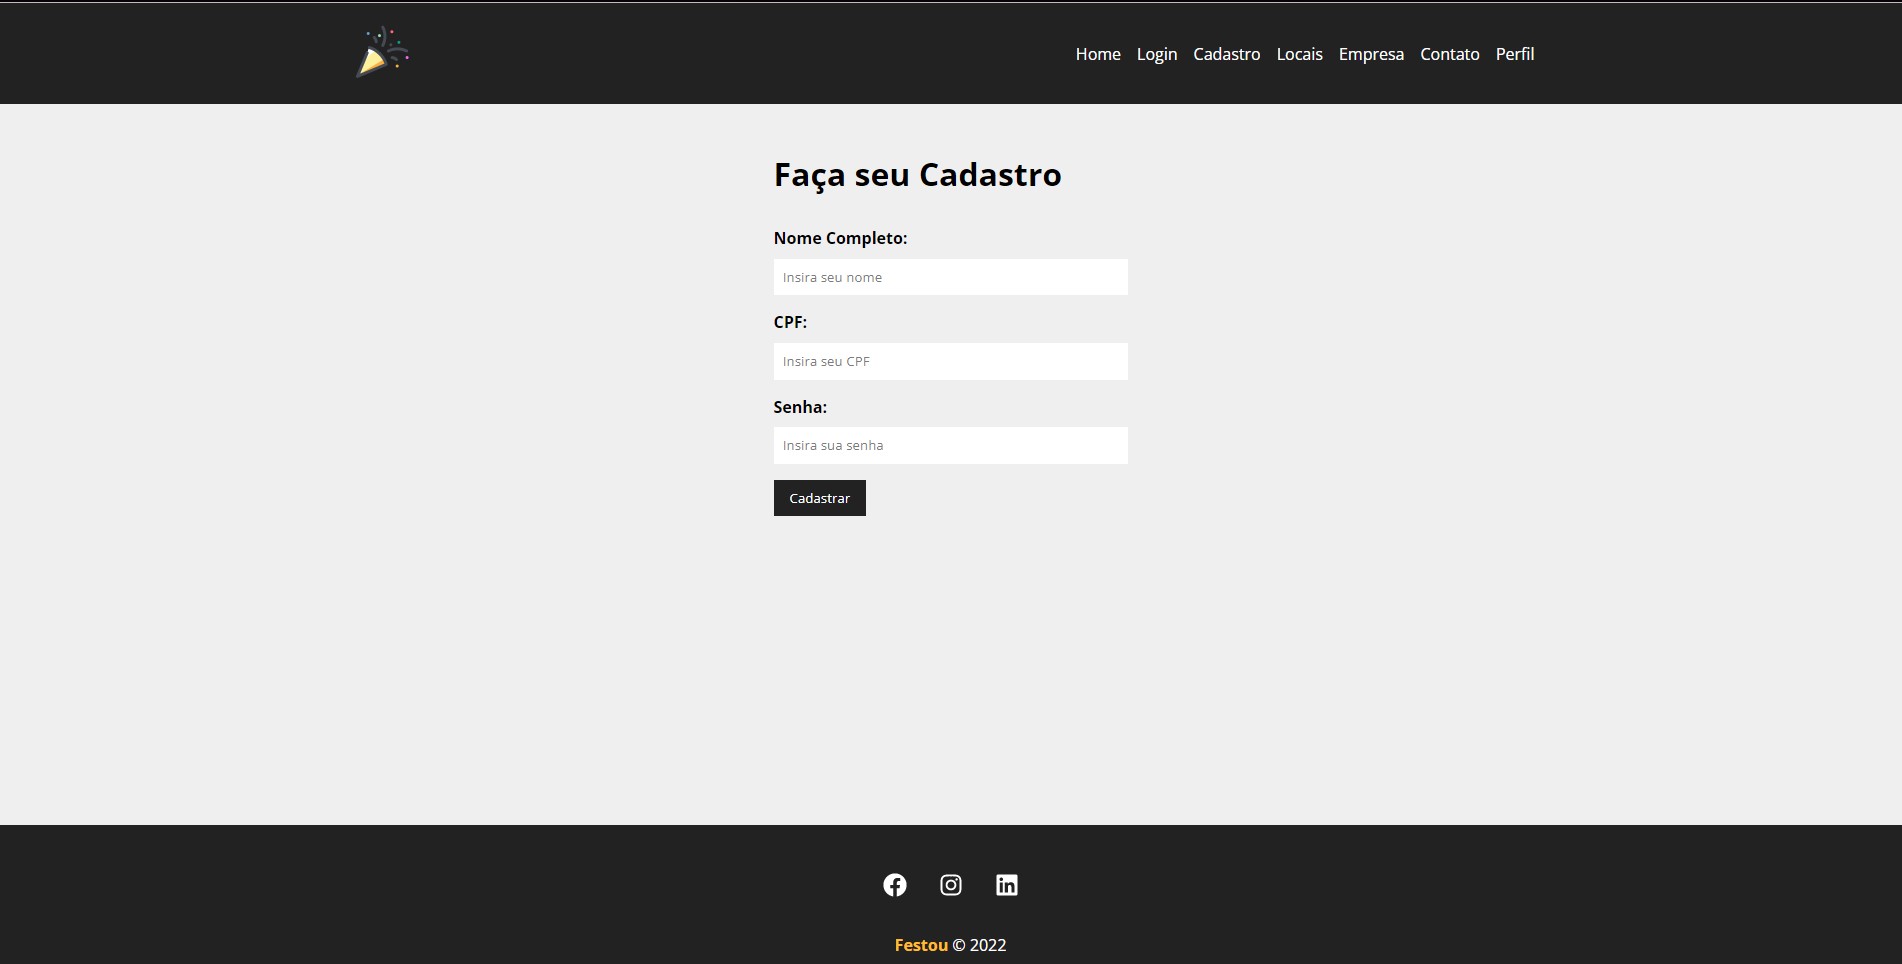 Home Login Cadastro Locais Empresa Contato Perfil
Faça seu Cadastro
Nome Completo:
Insira seu nome
CPF:
Insira seu CPF
Senha:
Insira sua senha
Cadastrar
Festou © 2022